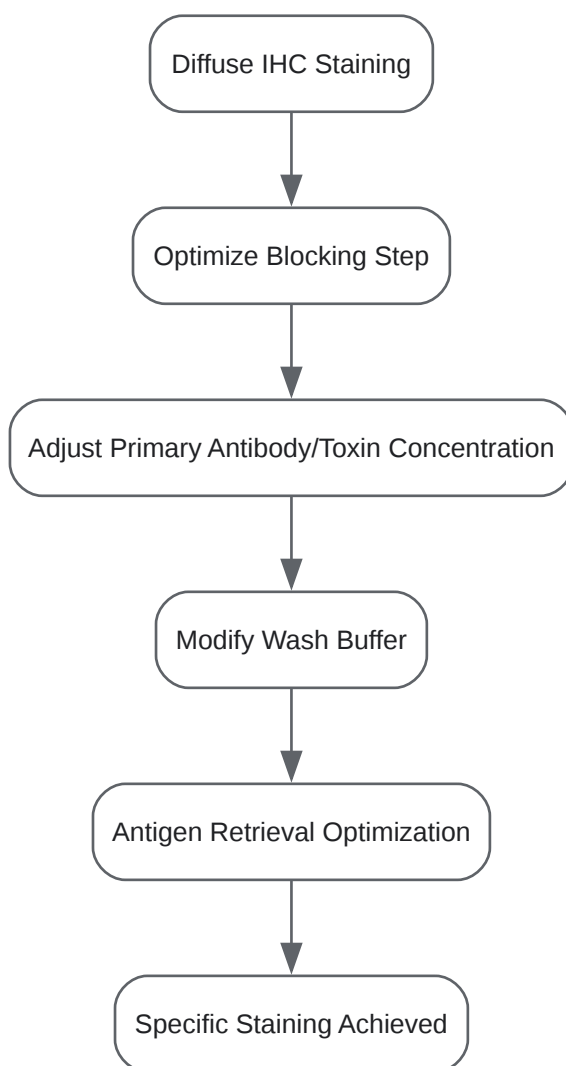 Diffuse IHC Staining
Optimize Blocking Step
Adjust Primary Antibody/Toxin Concentration
Modify Wash Buffer
Antigen Retrieval Optimization
Specific Staining Achieved